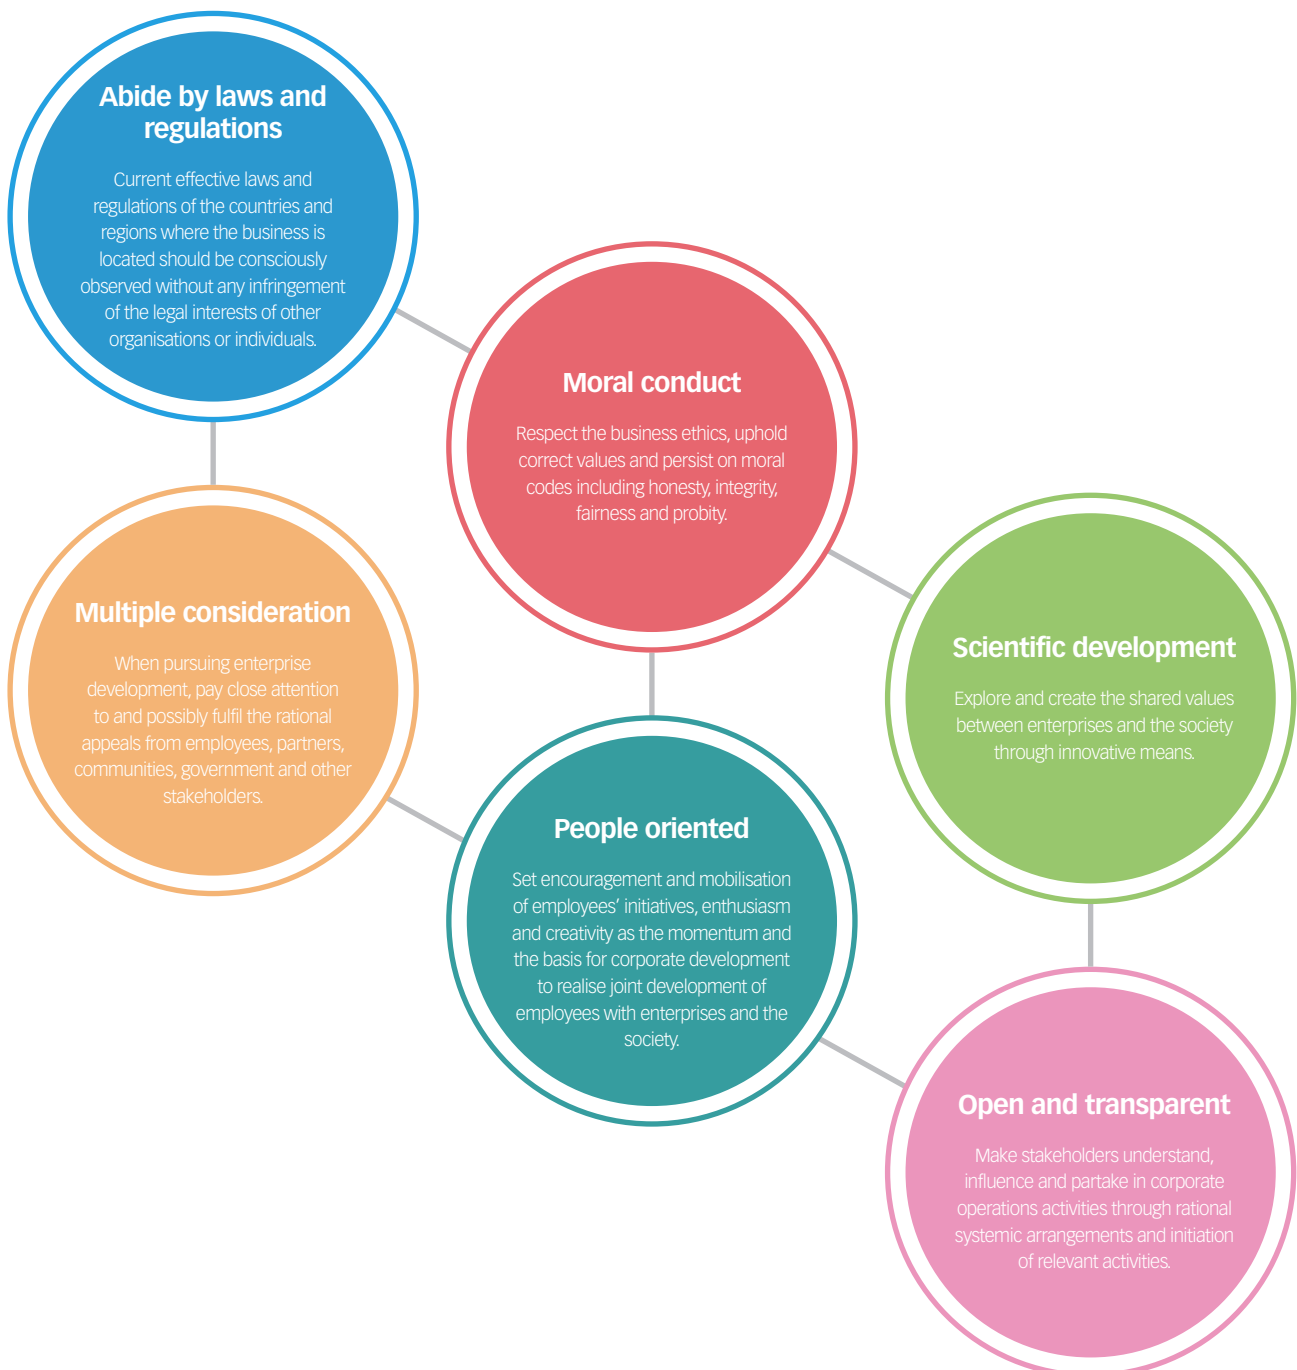 Abide by laws and
regulations
Current effective laws and
regulations of the countries and
regions where the business is
located should be consciously
observed without any infringement
of the legal interests of other
organisations or individuals.
Moral conduct
Respect the business ethics, uphold
correct values and persist on moral
codes including honesty, integrity,
fairness and probity.
Multiple consideration
When pursuing enterprise
development, pay close attention
to and possibly fulfil the rational
appeals from employees, partners,
communities, government and other
stakeholders.
Scientific development
Explore and create the shared values
between enterprises and the society
through innovative means.
People oriented
Set encouragement and mobilisation
of employees’ initiatives, enthusiasm
and creativity as the momentum and
the basis for corporate development
to realise joint development of
employees with enterprises and the
society.
Open and transparent
Make stakeholders understand,
influence and partake in corporate
operations activities through rational
systemic arrangements and initiation
of relevant activities.